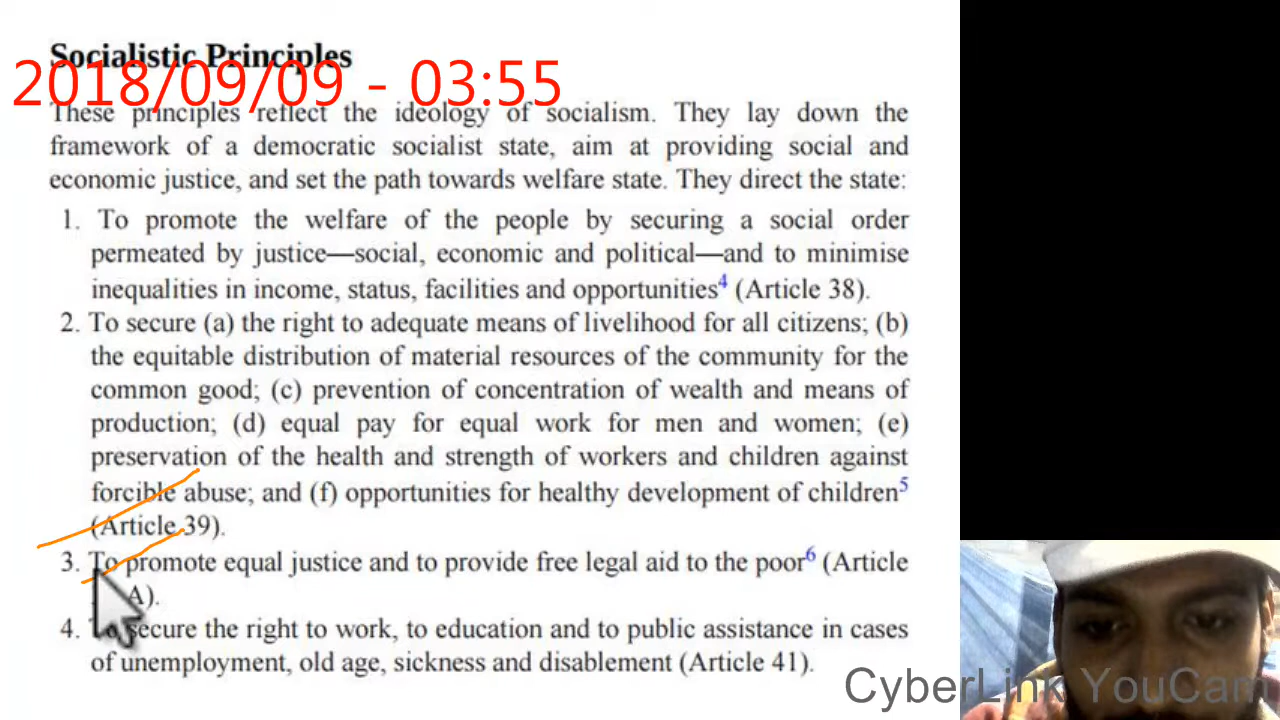 Socialistic Principles
2018/09/09 - 03:55
These principles reflect the ideology of socialism. They lay down the
framework of a democratic socialist state, aim at providing social and
economic justice, and set the path towards welfare state. They direct the state:
1. To promote the welfare of the people by securing a social order
permeated by justice—social, economic and political—and to minimise
inequalities in income, status, facilities and opportunities4 (Article 38).
2. To secure (a) the right to adequate means of livelihood for all citizens; (b)
the equitable distribution of material resources of the community for the
common good; (c) prevention of concentration of wealth and means of
production; (d) equal pay for equal work for men and women; (e)
preservation of the health and strength of workers and children against
forcible abuse; and (f) opportunities for healthy development of children5
(Article 39).
3. To promote equal justice and to provide free legal aid to the poor6 (Article
A).
4. To secure the right to work, to education and to public assistance in cases
of unemployment, old age, sickness and disablement (Article 41).
CyberLink YouCam